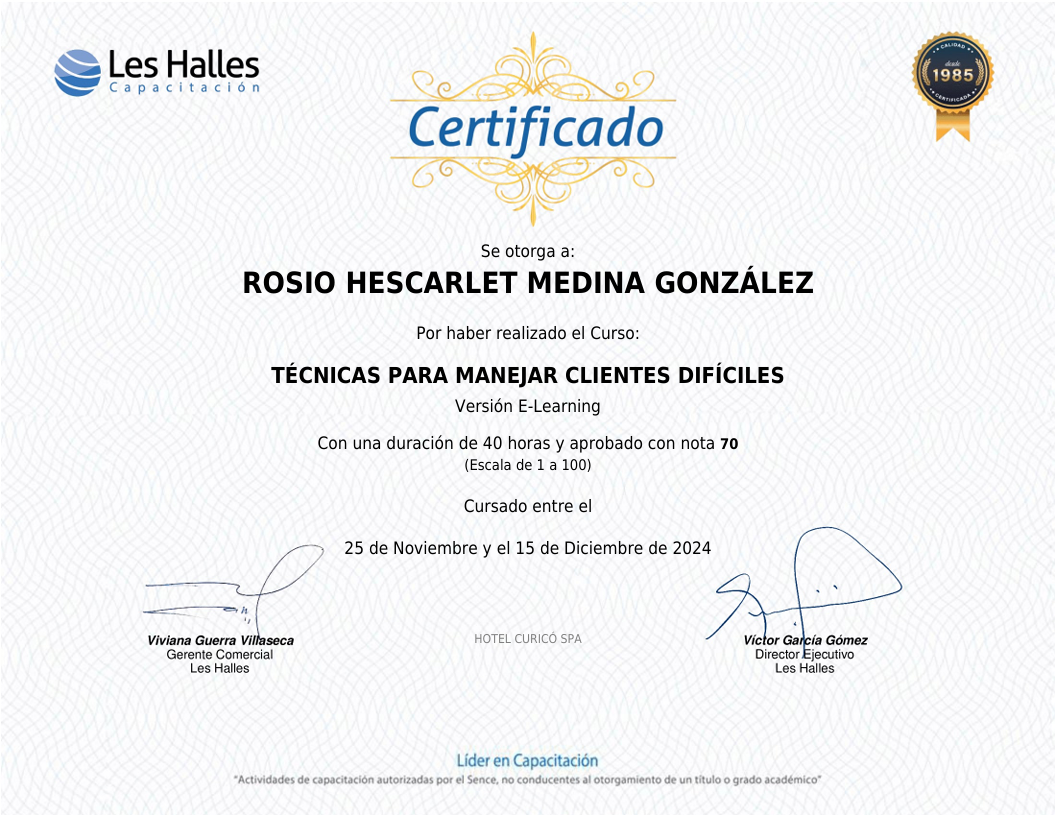 Les Halles
Capacitación
CALIDAD
desde
1985
CERTIFICADA
Certificado
Se otorga a:
ROSIO HESCARLET MEDINA GONZÁLEZ
Por haber realizado el Curso:
TÉCNICAS PARA MANEJAR CLIENTES DIFÍCILES
Versión E-Learning
Con una duración de 40 horas y aprobado con nota 70
(Escala de 1 a 100)
Cursado entre el
25 de Noviembre y el 15 de Diciembre de 2024
Viviana Guerra Villaseca
Gerente Comercial
Les Halles
HOTEL CURICÓ SPA
Víctor García Gómez
Director Ejecutivo
Les Halles
Líder en Capacitación
"Actividades de capacitación autorizadas por el Sence, no conducentes al otorgamiento de un título o grado académico"